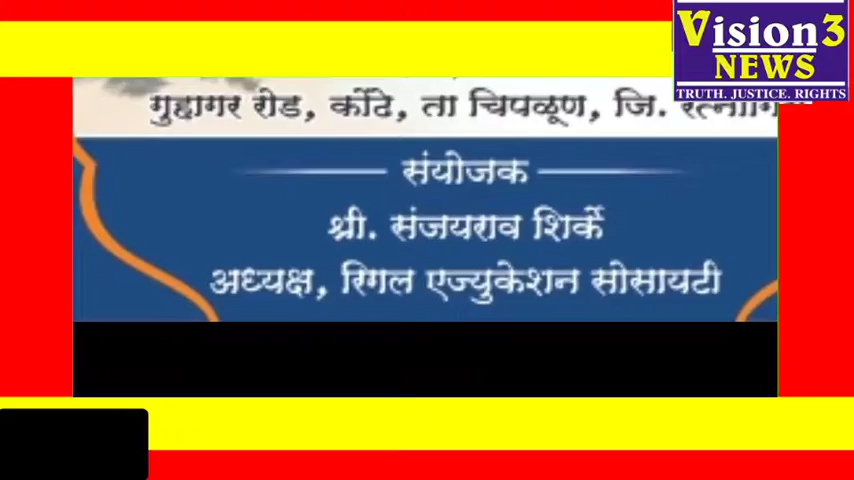 Vision3
NEWS
TRUTH. JUSTICE. RIGHTS
गुहागर रोड, कोंढे, ता चिपळूण, जि.
संयोजक
श्री. संजयराव शिर्के
अध्यक्ष, रिगल एज्युकेशन सोसायटी